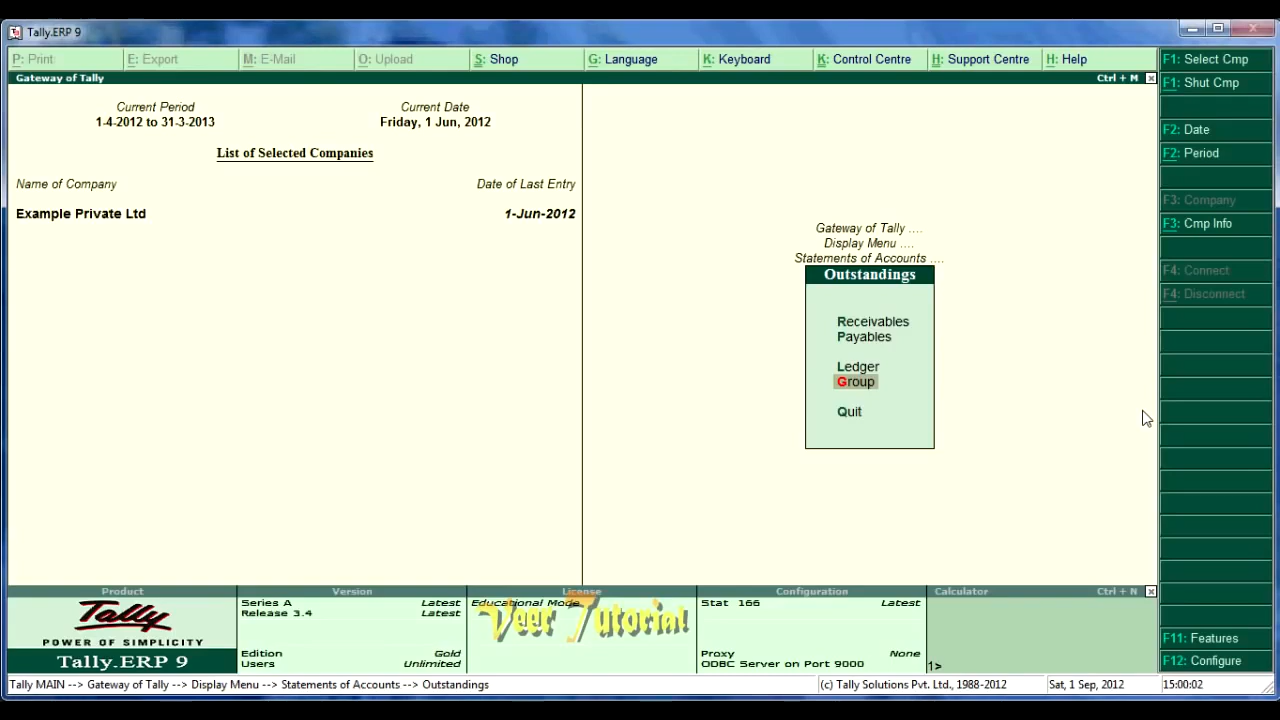 Tally.ERP 9
P: Print
E: Export
M: E-Mail
O: Upload
S: Shop
G: Language
K: Keyboard
K: Control Centre
H: Support Centre
H: Help
Gateway of Tally
Ctrl + M
Current Period
1-4-2012 to 31-3-2013
Current Date
Friday, 1 Jun, 2012
List of Selected Companies
Name of Company
Date of Last Entry
Example Private Ltd
1-Jun-2012
Gateway of Tally ....
Display Menu ....
Statements of Accounts ....
Outstandings
Receivables
Payables
Ledger
Group
Quit
F1: Select Cmp
F1: Shut Cmp
F2: Date
F2: Period
F3: Company
F3: Cmp Info
F4: Connect
F4: Disconnect
F11: Features
F12: Configure
Product
Tally
POWER OF SIMPLICITY
Tally.ERP 9
Version
Series A Latest
Release 3.4 Latest
Edition Gold
Users Unlimited
License
Educational Mode
Veer Tutorial
Configuration
Stat 166 Latest
Proxy None
ODBC Server on Port 9000
Calculator
Ctrl + N
1>
Tally MAIN --> Gateway of Tally --> Display Menu --> Statements of Accounts --> Outstandings
(c) Tally Solutions Pvt. Ltd., 1988-2012
Sat, 1 Sep, 2012
15:00:02